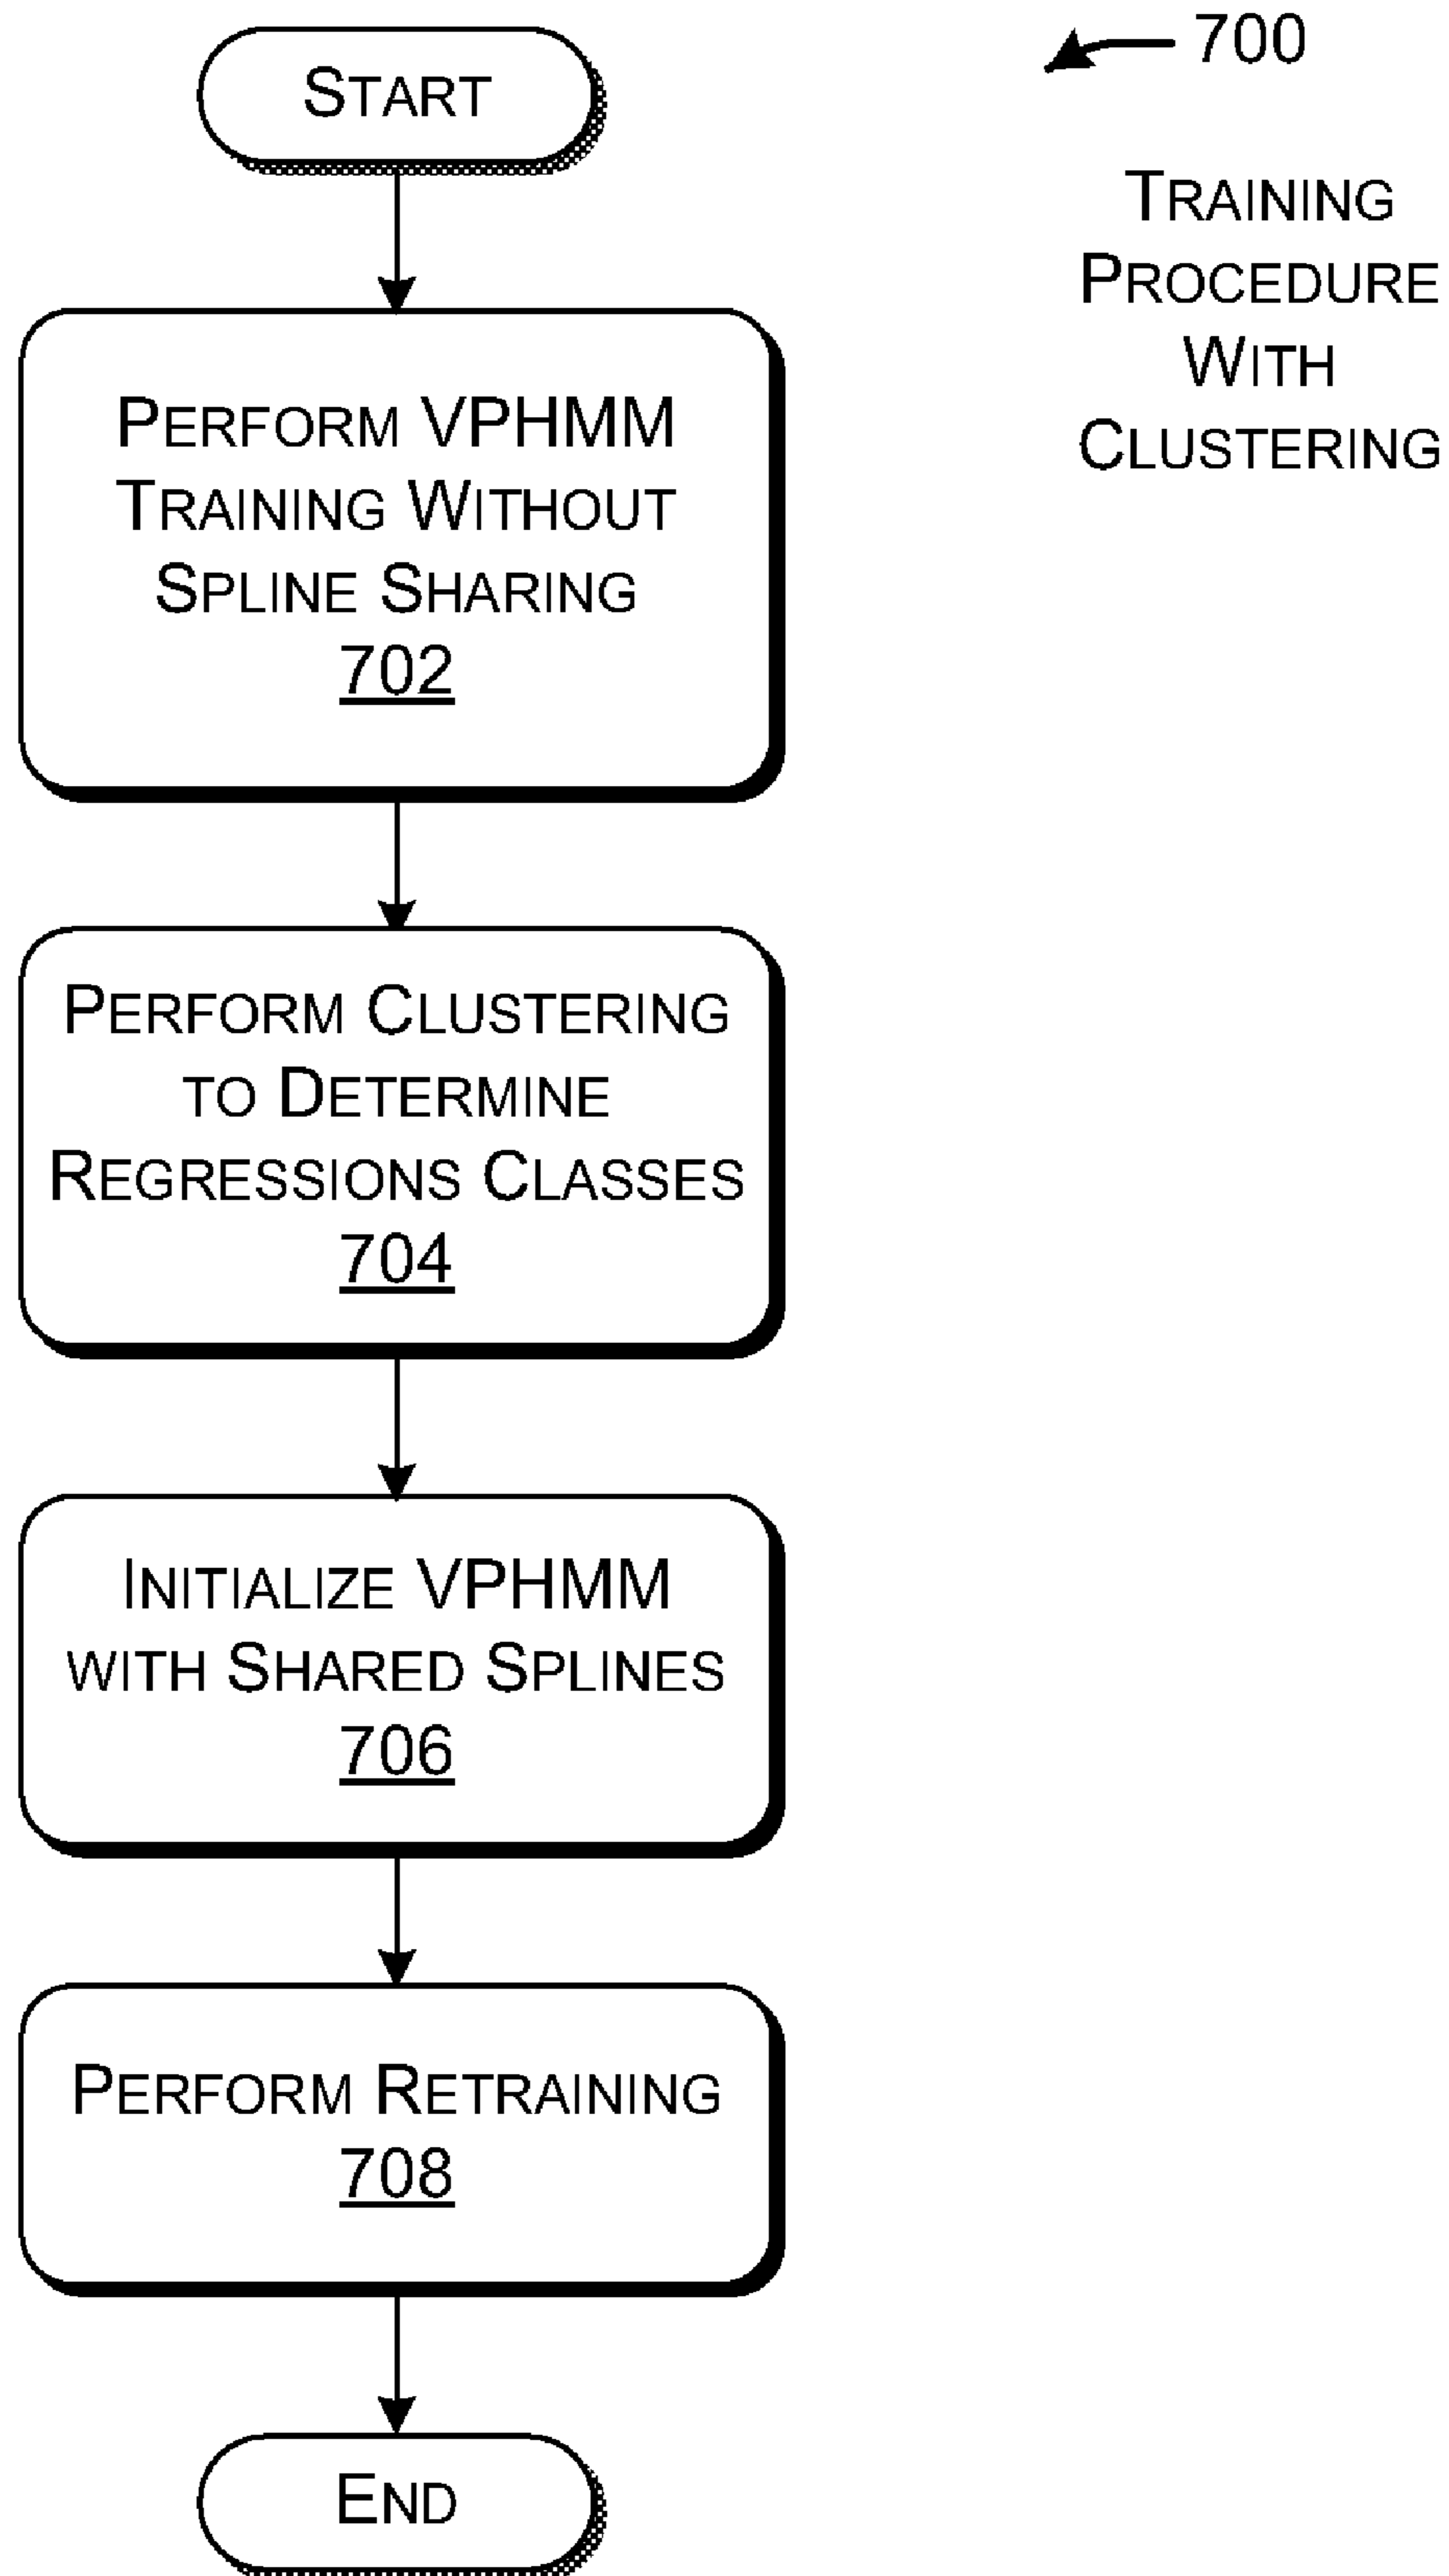 START
700
TRAINING
PROCEDURE
WITH
CLUSTERING
PERFORM VPHMM
TRAINING WITHOUT
SPLINE SHARING
702
PERFORM CLUSTERING
TO DETERMINE
REGRESSIONS CLASSES
704
INITIALIZE VPHMM
WITH SHARED SPLINES
706
PERFORM RETRAINING
708
END